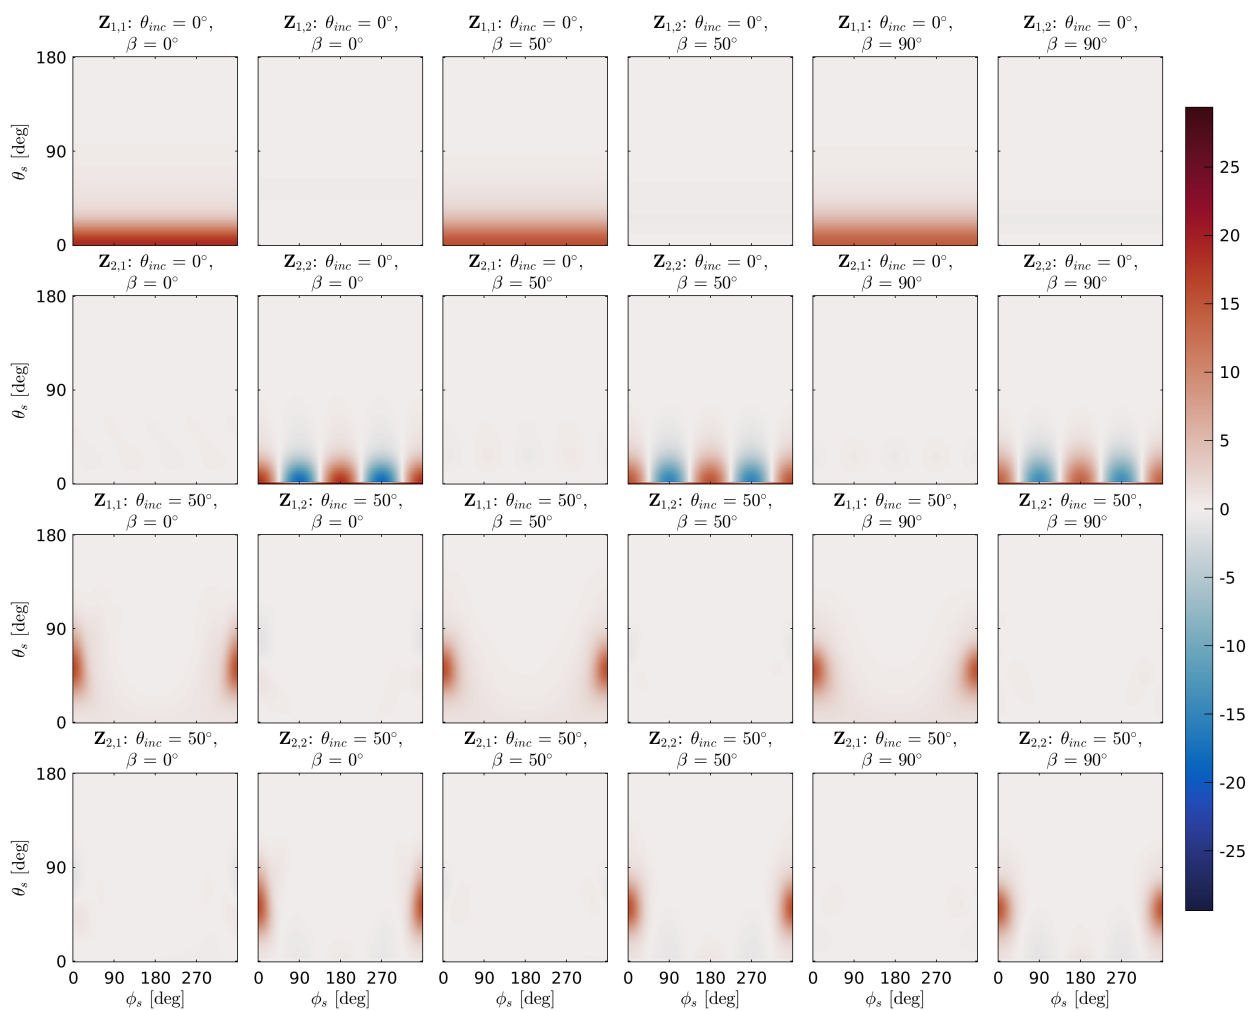 Z₁,₁: θinc = 0°, Z₁,₂: θinc = 0°, Z₁,₁: θinc = 0°, Z₁,₂: θinc = 0°, Z₁,₁: θinc = 0°, Z₁,₂: θinc = 0°,
β = 0° β = 0° β = 50° β = 50° β = 90° β = 90°
180
90
0
θs [deg]
25
20
15
10
5
0
-5
-10
-15
-20
-25
Z₂,₁: θinc = 0°, Z₂,₂: θinc = 0°, Z₂,₁: θinc = 0°, Z₂,₂: θinc = 0°, Z₂,₁: θinc = 0°, Z₂,₂: θinc = 0°,
β = 0° β = 0° β = 50° β = 50° β = 90° β = 90°
180
90
0
θs [deg]
Z₁,₁: θinc = 50°, Z₁,₂: θinc = 50°, Z₁,₁: θinc = 50°, Z₁,₂: θinc = 50°, Z₁,₁: θinc = 50°, Z₁,₂: θinc = 50°,
β = 0° β = 0° β = 50° β = 50° β = 90° β = 90°
180
90
0
θs [deg]
Z₂,₁: θinc = 50°, Z₂,₂: θinc = 50°, Z₂,₁: θinc = 50°, Z₂,₂: θinc = 50°, Z₂,₁: θinc = 50°, Z₂,₂: θinc = 50°,
β = 0° β = 0° β = 50° β = 50° β = 90° β = 90°
180
90
0
θs [deg]
0 90 180 270 0 90 180 270 0 90 180 270 0 90 180 270 0 90 180 270 0 90 180 270
ϕs [deg] ϕs [deg] ϕs [deg] ϕs [deg] ϕs [deg] ϕs [deg]